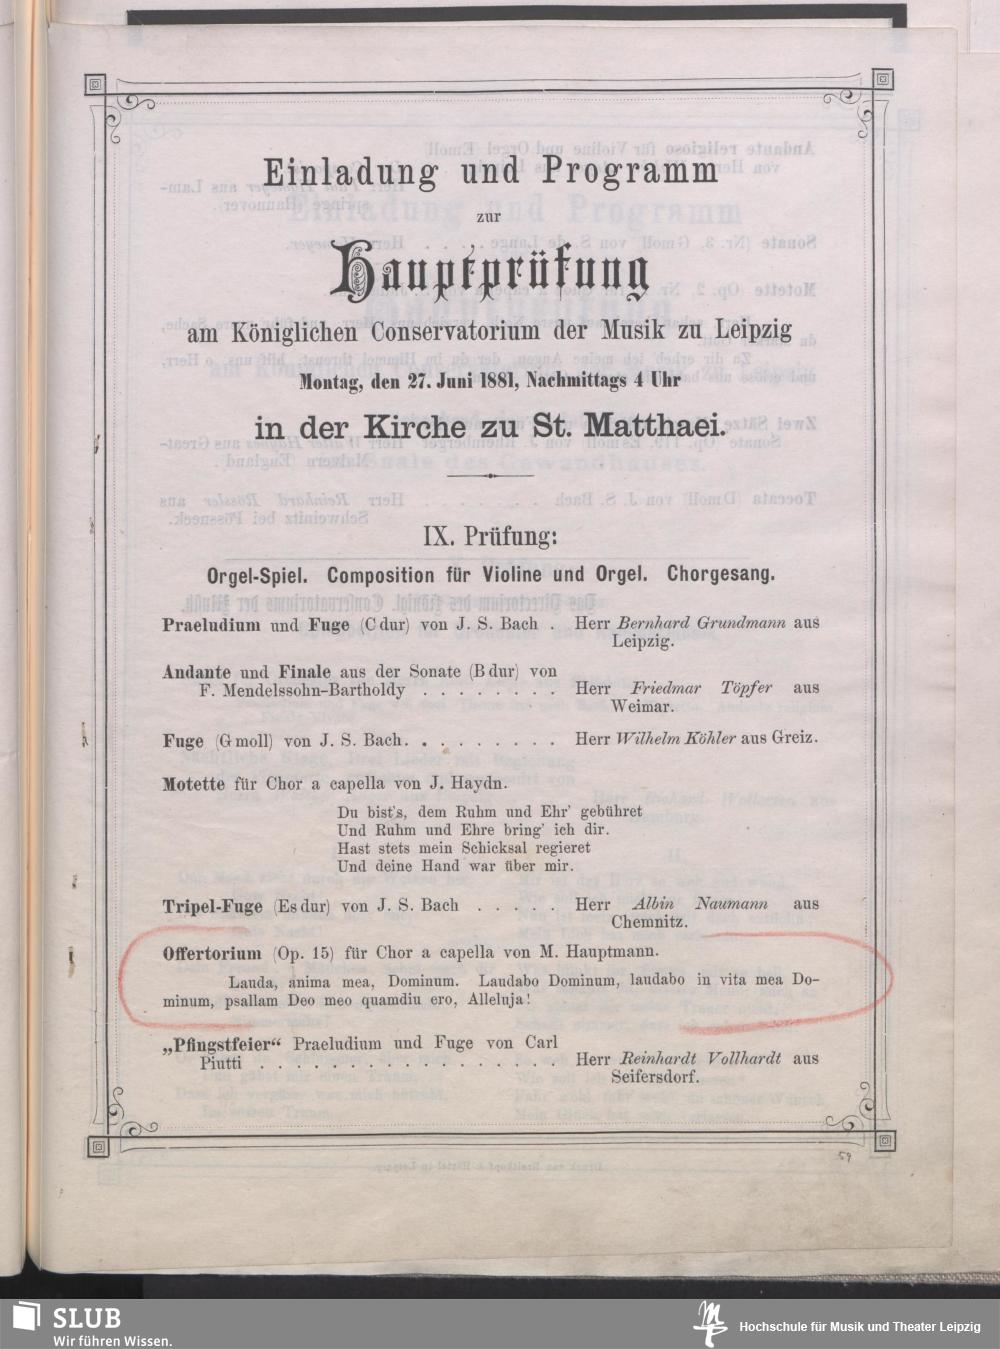 Einladung und Programm
zur
Hauptprüfung
am Königlichen Conservatorium der Musik zu Leipzig
Montag, den 27. Juni 1881, Nachmittags 4 Uhr
in der Kirche zu St. Matthaei.
IX. Prüfung:
Orgel-Spiel. Composition für Violine und Orgel. Chorgesang.
Praeludium und Fuge (C dur) von J. S. Bach . Herr Bernhard Grundmann aus
Leipzig.
Andante und Finale aus der Sonate (B dur) von
F. Mendelssohn-Bartholdy . . . . . . . . Herr Friedmar Töpfer aus
Weimar.
Fuge (G moll) von J. S. Bach. . . . . . . . . Herr Wilhelm Köhler aus Greiz.
Motette für Chor a capella von J. Haydn.
Du bist's, dem Ruhm und Ehr' gebühret
Und Ruhm und Ehre bring' ich dir.
Hast stets mein Schicksal regieret
Und deine Hand war über mir.
Tripel-Fuge (Es dur) von J. S. Bach . . . . . Herr Albin Naumann aus
Chemnitz.
Offertorium (Op. 15) für Chor a capella von M. Hauptmann.
Lauda, anima mea, Dominum. Laudabo Dominum, laudabo in vita mea Do-
minum, psallam Deo meo quamdiu ero, Alleluja!
„Pfingstfeier“ Praeludium und Fuge von Carl
Piutti . . . . . . . . . . . . . . . . Herr Reinhardt Vollhardt aus
Seifersdorf.
59
SLUB
Wir führen Wissen.
Hochschule für Musik und Theater Leipzig